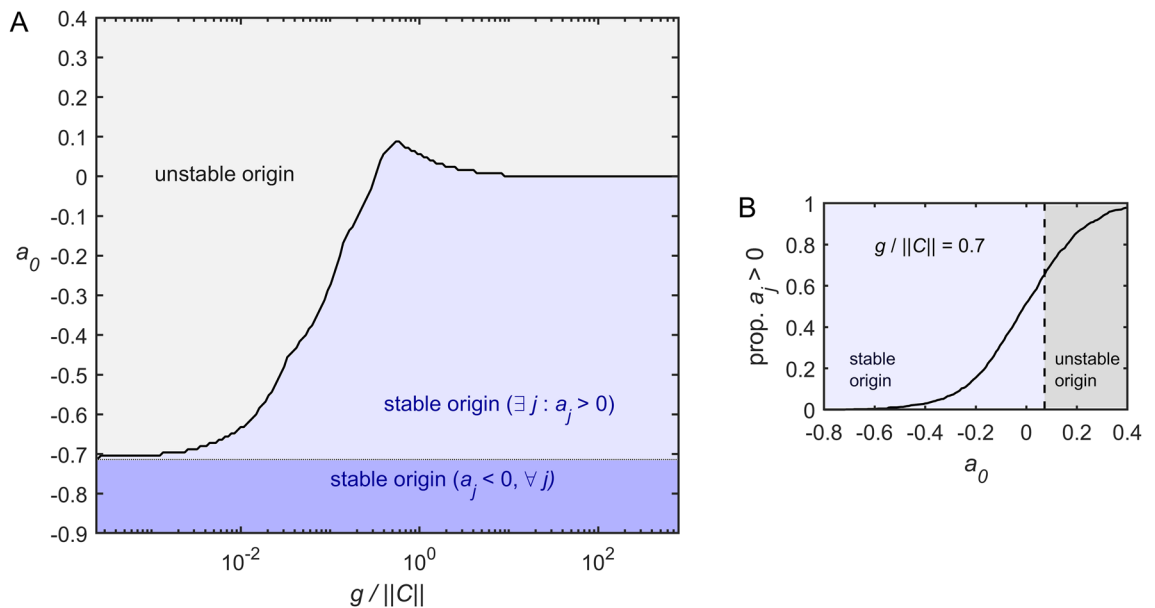 A
0.4
0.3
0.2
0.1
0
-0.1
-0.2
-0.3
-0.4
-0.5
-0.6
-0.7
-0.8
-0.9
a0
unstable origin
stable origin (∃ j : aj > 0)
stable origin (aj < 0, ∀ j)
10-2
100
102
g / ||C||
B
1
0.8
0.6
0.4
0.2
0
prop. aj > 0
g / ||C|| = 0.7
stable
origin
unstable
origin
-0.8
-0.6
-0.4
-0.2
0
0.2
0.4
a0